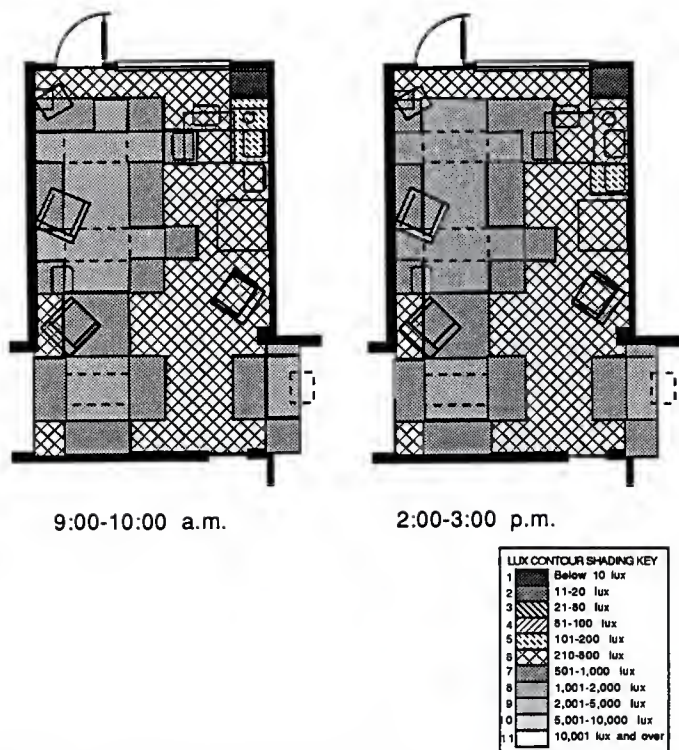 9:00-10:00 a.m.
2:00-3:00 p.m.
LUX CONTOUR SHADING KEY
1 Below 10 lux
2 11-20 lux
3 21-80 lux
4 81-100 lux
5 101-200 lux
6 210-800 lux
7 501-1,000 lux
8 1,001-2,000 lux
9 2,001-5,000 lux
10 5,001-10,000 lux
11 10,001 lux and over